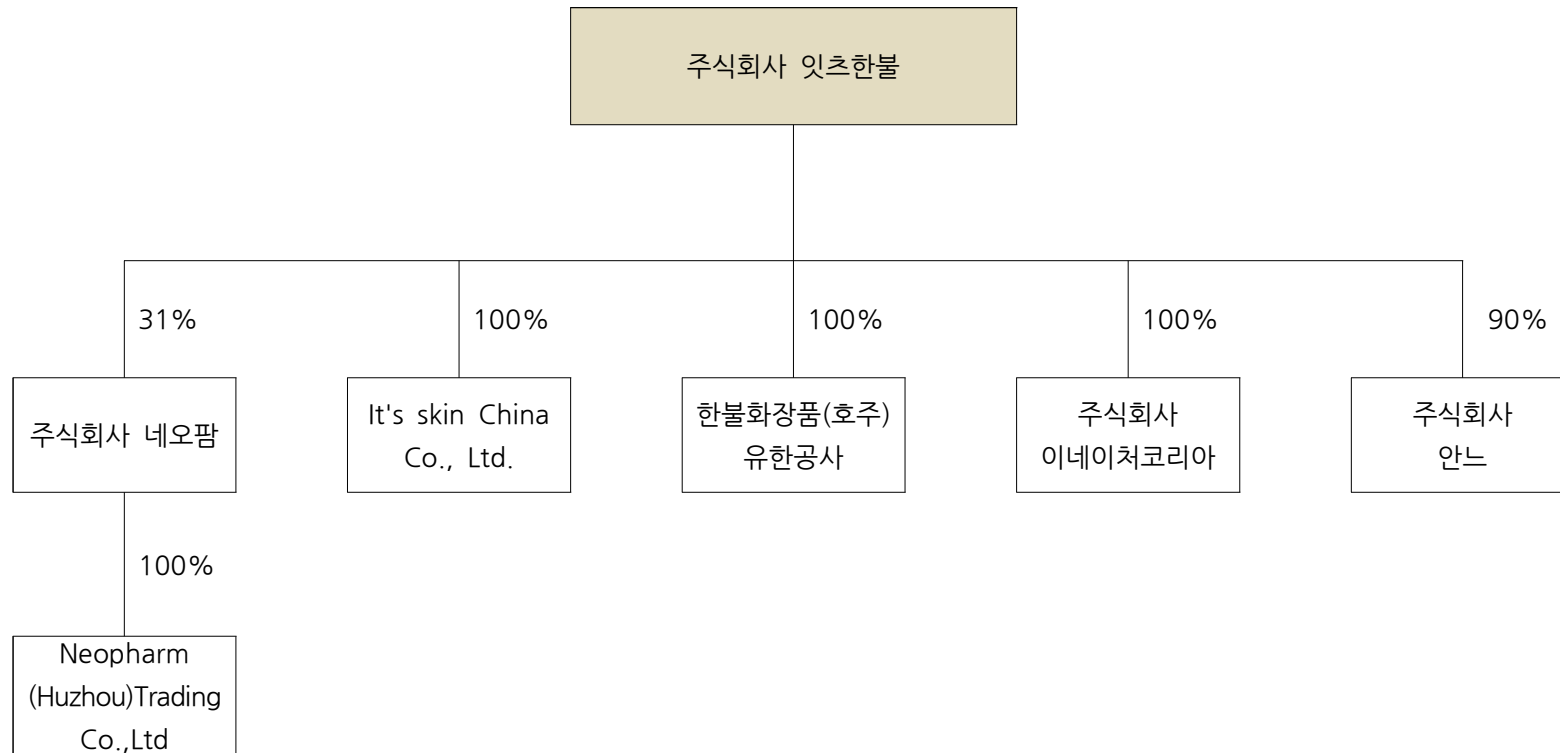 주식회사 잇츠한불
31%
100%
100%
100%
90%
주식회사 네오팜
It's skin China
Co., Ltd.
한불화장품(호주)
유한공사
주식회사
이네이처코리아
주식회사
안느
100%
Neopharm
(Huzhou)Trading
Co.,Ltd